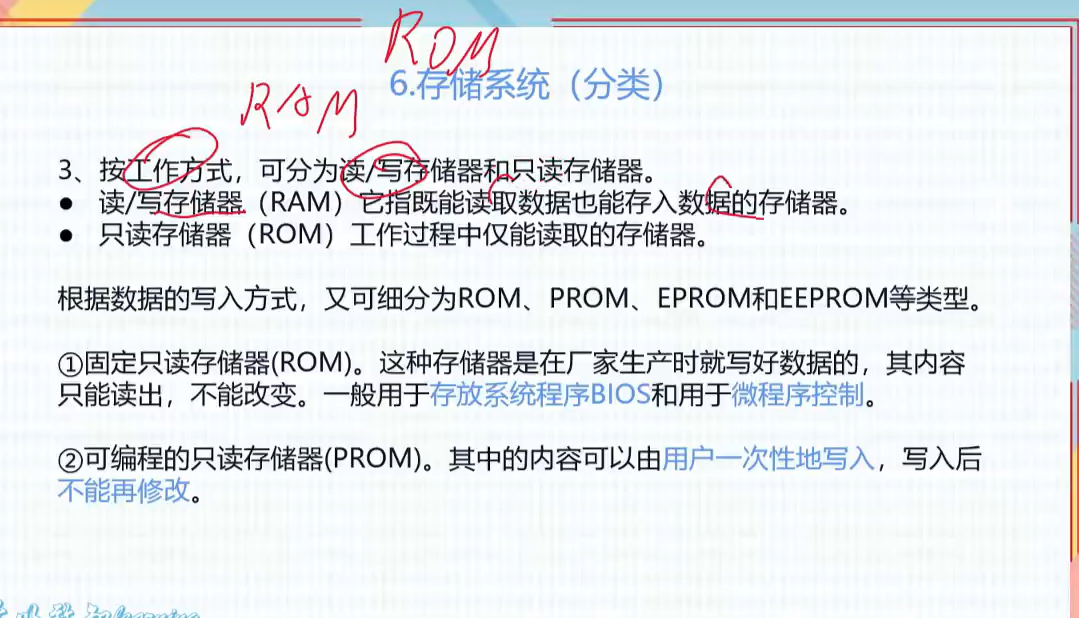 ROM
6.存储系统（分类）
RAM
3、按工作方式，可分为读/写存储器和只读存储器。
● 读/写存储器（RAM）它指既能读取数据也能存入数据的存储器。
● 只读存储器（ROM）工作过程中仅能读取的存储器。
根据数据的写入方式，又可细分为ROM、PROM、EPROM和EEPROM等类型。
①固定只读存储器(ROM)。这种存储器是在厂家生产时就写好数据的，其内容
只能读出，不能改变。一般用于存放系统程序BIOS和用于微程序控制。
②可编程的只读存储器(PROM)。其中的内容可以由用户一次性地写入，写入后
不能再修改。